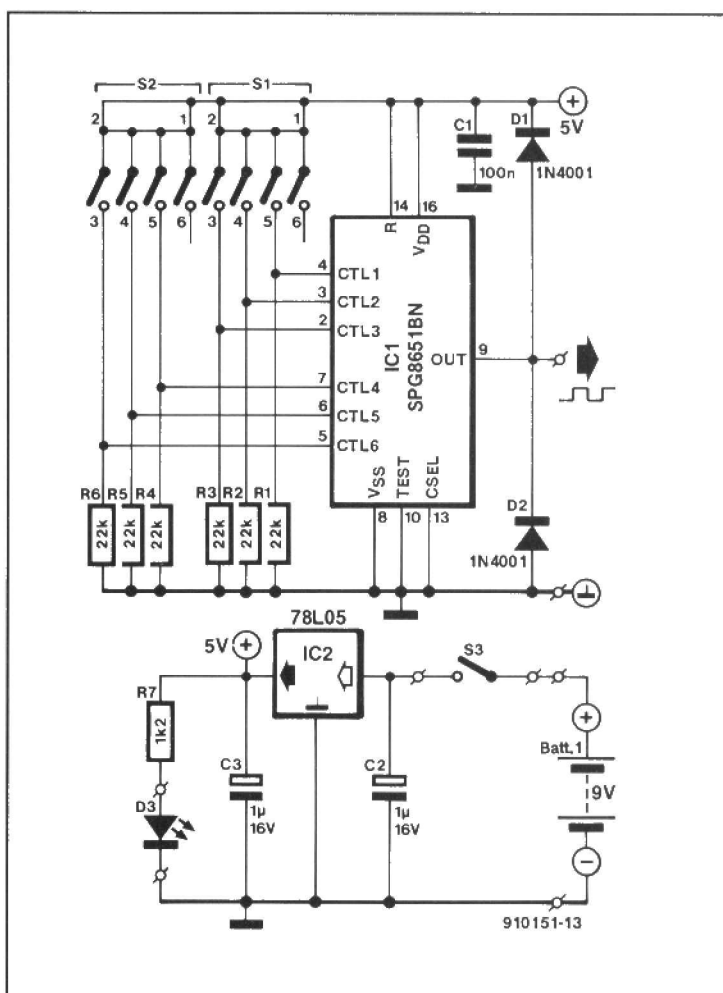 S2 S1
2 1 2 1
3 4 5 6 3 4 5 6
C1
100n
D1
1N4001
5V
14 16
R
VDD
4 CTL1
3 CTL2
2 CTL3
7 CTL4
6 CTL5
5 CTL6
IC1
SPG8651BN
OUT 9
VSS TEST CSEL
8 10 13
D2
1N4001
R6 R5 R4 R3 R2 R1
22k 22k 22k 22k 22k 22k
78L05
IC2
5V
S3
R7
1k2
D3
C3
1µ
16V
C2
1µ
16V
Batt.1
9V
910151-13